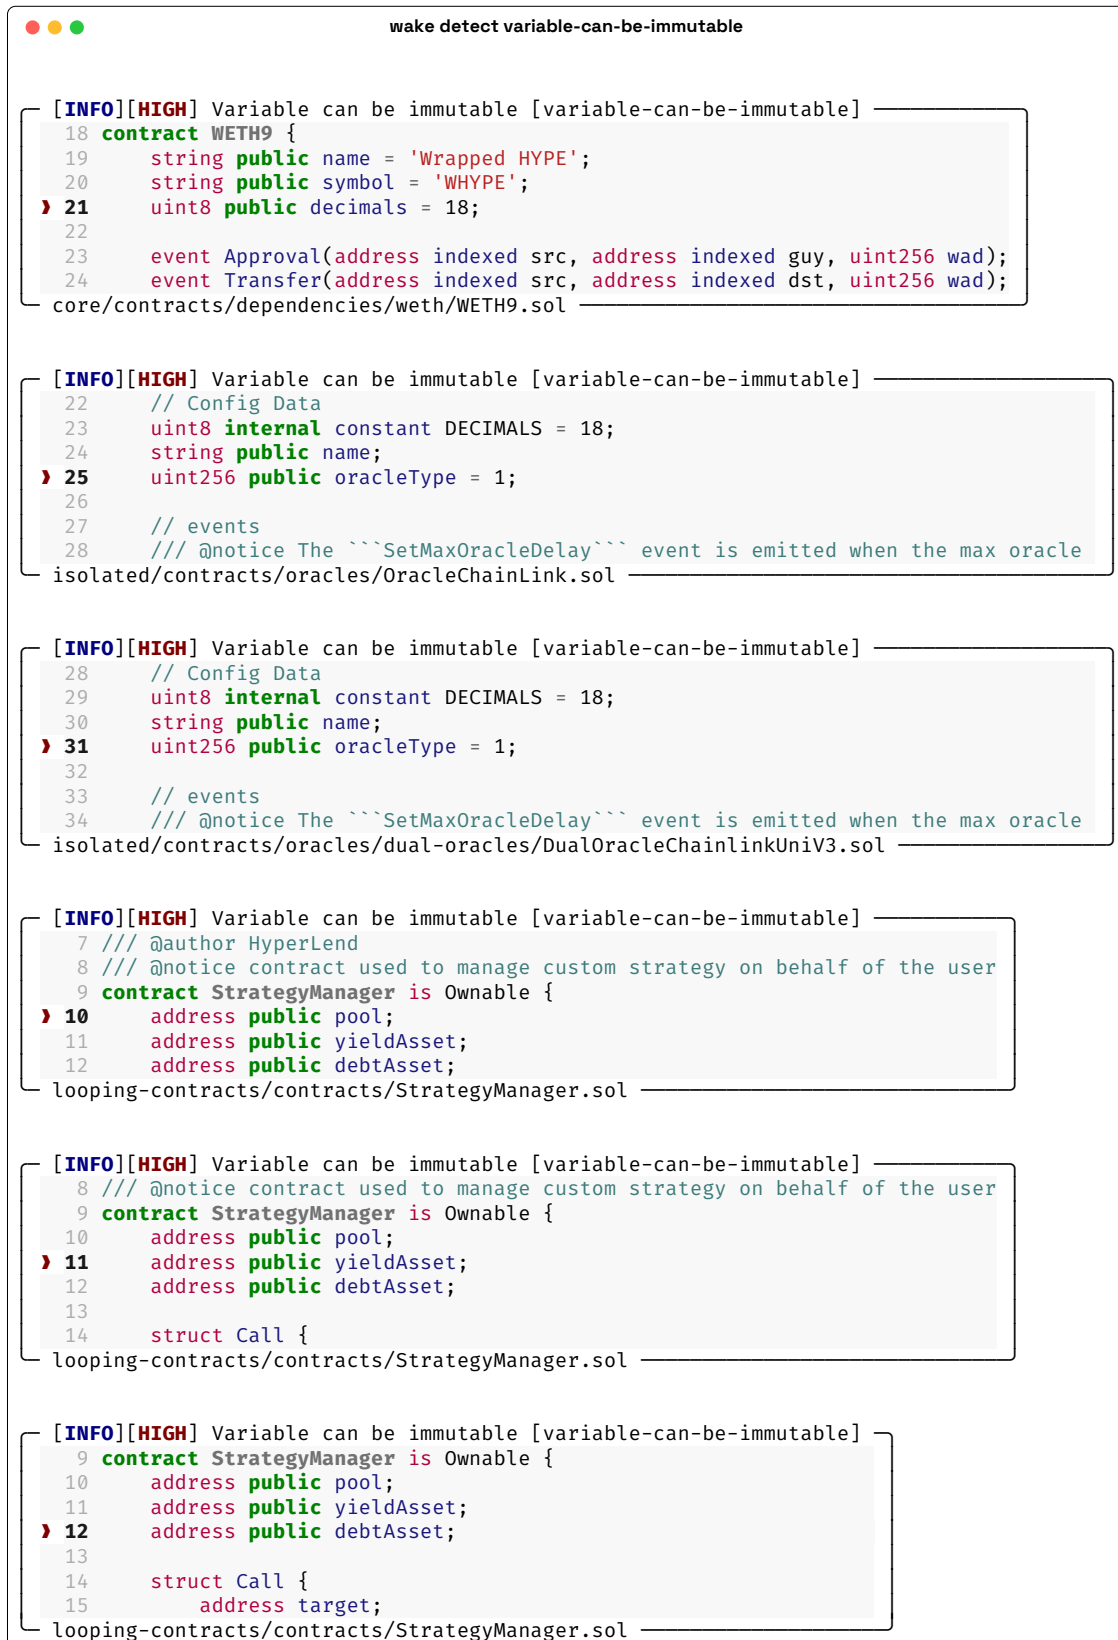 wake detect variable-can-be-immutable
[INFO][HIGH] Variable can be immutable [variable-can-be-immutable]
18 contract WETH9 {
19     string public name = 'Wrapped HYPE';
20     string public symbol = 'WHYPE';
❱ 21     uint8 public decimals = 18;
22
23     event Approval(address indexed src, address indexed guy, uint256 wad);
24     event Transfer(address indexed src, address indexed dst, uint256 wad);
core/contracts/dependencies/weth/WETH9.sol
[INFO][HIGH] Variable can be immutable [variable-can-be-immutable]
22     // Config Data
23     uint8 internal constant DECIMALS = 18;
24     string public name;
❱ 25     uint256 public oracleType = 1;
26
27     // events
28     /// @notice The ```SetMaxOracleDelay``` event is emitted when the max oracle
isolated/contracts/oracles/OracleChainLink.sol
[INFO][HIGH] Variable can be immutable [variable-can-be-immutable]
28     // Config Data
29     uint8 internal constant DECIMALS = 18;
30     string public name;
❱ 31     uint256 public oracleType = 1;
32
33     // events
34     /// @notice The ```SetMaxOracleDelay``` event is emitted when the max oracle
isolated/contracts/oracles/dual-oracles/DualOracleChainlinkUniV3.sol
[INFO][HIGH] Variable can be immutable [variable-can-be-immutable]
7 /// @author HyperLend
8 /// @notice contract used to manage custom strategy on behalf of the user
9 contract StrategyManager is Ownable {
❱ 10     address public pool;
11     address public yieldAsset;
12     address public debtAsset;
looping-contracts/contracts/StrategyManager.sol
[INFO][HIGH] Variable can be immutable [variable-can-be-immutable]
8 /// @notice contract used to manage custom strategy on behalf of the user
9 contract StrategyManager is Ownable {
10     address public pool;
❱ 11     address public yieldAsset;
12     address public debtAsset;
13
14     struct Call {
looping-contracts/contracts/StrategyManager.sol
[INFO][HIGH] Variable can be immutable [variable-can-be-immutable]
9 contract StrategyManager is Ownable {
10     address public pool;
11     address public yieldAsset;
❱ 12     address public debtAsset;
13
14     struct Call {
15         address target;
looping-contracts/contracts/StrategyManager.sol